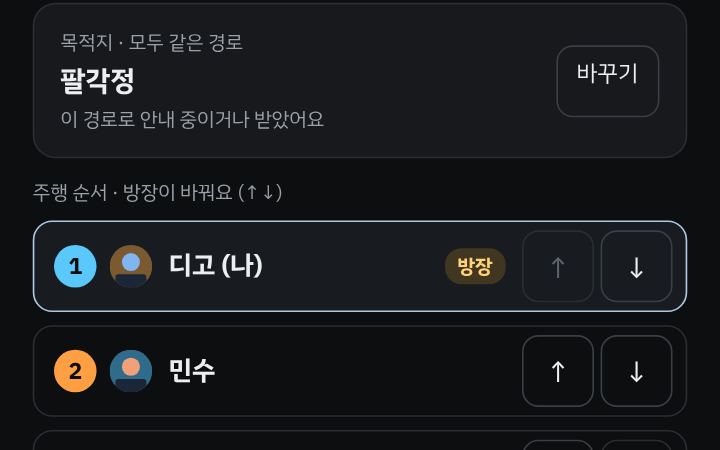 목적지 · 모두 같은 경로
팔각정
이 경로로 안내 중이거나 받았어요
바꾸기
주행 순서 · 방장이 바꿔요 (↑↓)
1 디고 (나) 방장 ↑ ↓
2 민수 ↑ ↓